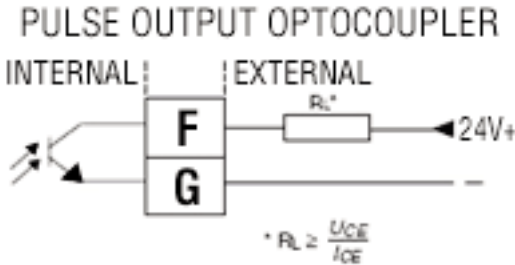 PULSE OUTPUT OPTOCOUPLER
INTERNAL EXTERNAL
RL*
F
24V+
G
–
* RL ≥ UCE / ICE